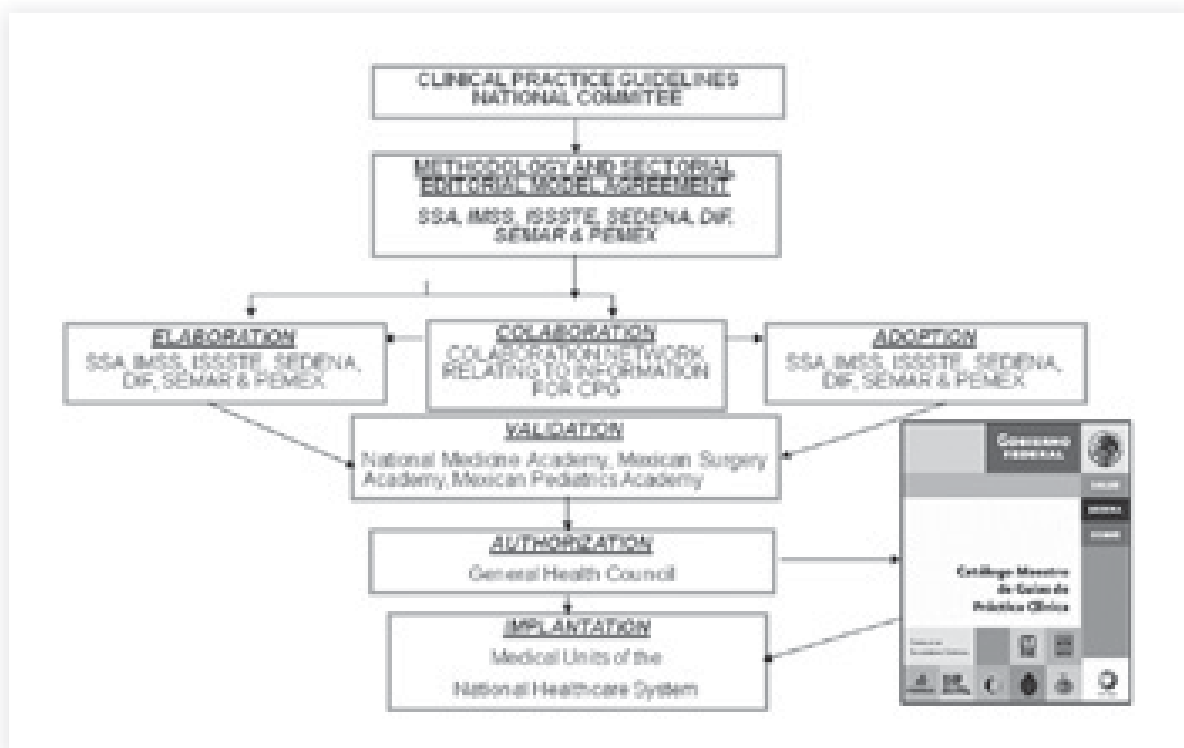 CLINICAL PRACTICE GUIDELINES
NATIONAL COMMITEE
METHODOLOGY AND SECTORIAL
EDITORIAL MODEL AGREEMENT
SSA, IMSS, ISSSTE, SEDENA, DIF,
SEMAR & PEMEX
ELABORATION
SSA, IMSS, ISSSTE, SEDENA,
DIF, SEMAR & PEMEX
COLABORATION
COLABORATION NETWORK
RELATING TO INFORMATION
FOR CPG
ADOPTION
SSA, IMSS, ISSSTE, SEDENA,
DIF, SEMAR & PEMEX
VALIDATION
National Medicine Academy, Mexican Surgery
Academy, Mexican Pediatrics Academy
AUTHORIZATION
General Health Council
IMPLANTATION
Medical Units of the
National Healthcare System
GOBIERNO
FEDERAL
SEDENA
Catálogo Maestro
de Guías de
Práctica Clínica